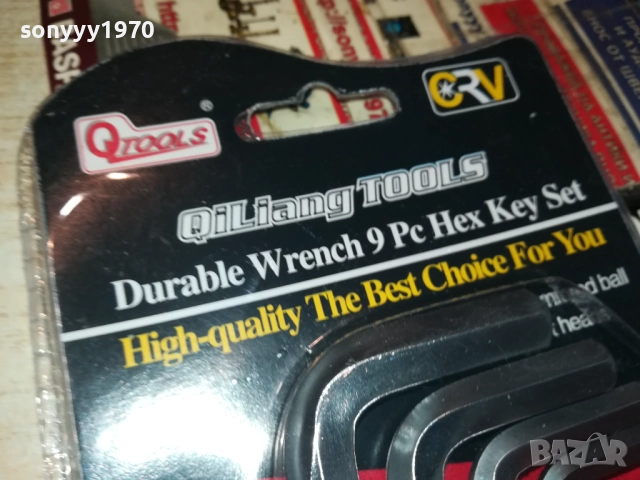 sonyyy1970
QTOOLS
®
CRV
QiLiang TOOLS
Durable Wrench 9 Pc Hex Key Set
High-quality The Best Choice For You
ball
BAZAR